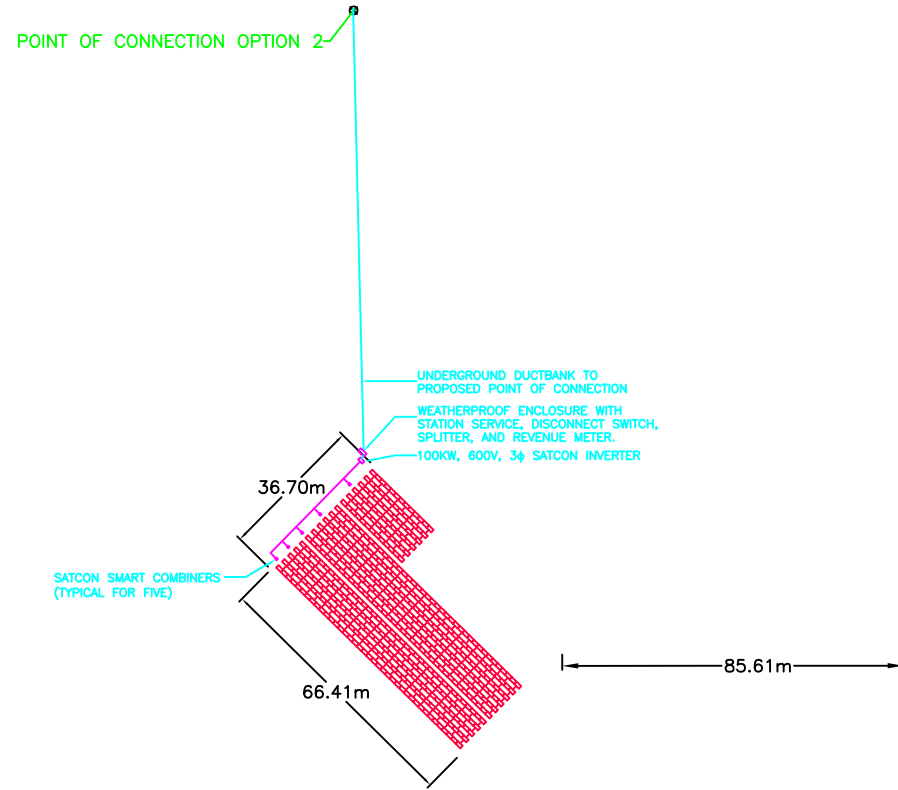 POINT OF CONNECTION OPTION 2
UNDERGROUND DUCTBANK TO
PROPOSED POINT OF CONNECTION
WEATHERPROOF ENCLOSURE WITH
STATION SERVICE, DISCONNECT SWITCH,
SPLITTER, AND REVENUE METER.
100KW, 600V, 3ϕ SATCON INVERTER
36.70m
SATCON SMART COMBINERS
(TYPICAL FOR FIVE)
85.61m
66.41m